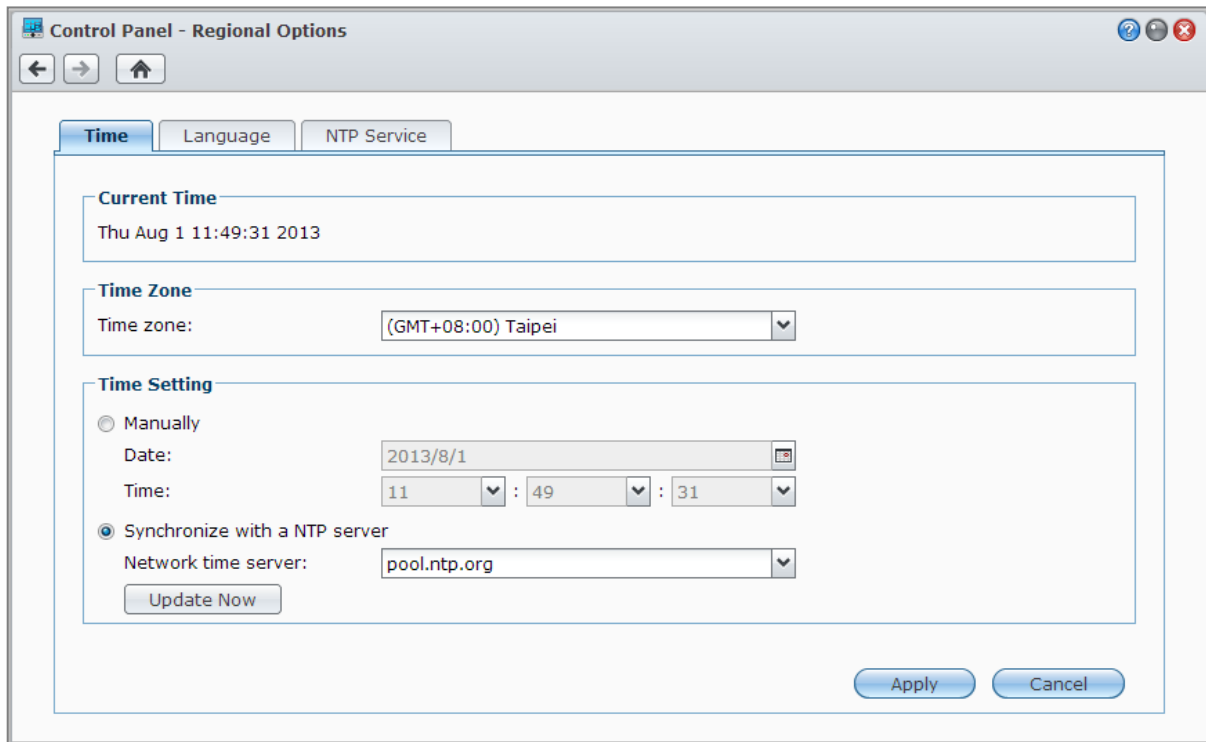 Control Panel - Regional Options
Time Language NTP Service
Current Time
Thu Aug 1 11:49:31 2013
Time Zone
Time zone: (GMT+08:00) Taipei
Time Setting
Manually
Date: 2013/8/1
Time: 11 : 49 : 31
Synchronize with a NTP server
Network time server: pool.ntp.org
Update Now
Apply Cancel